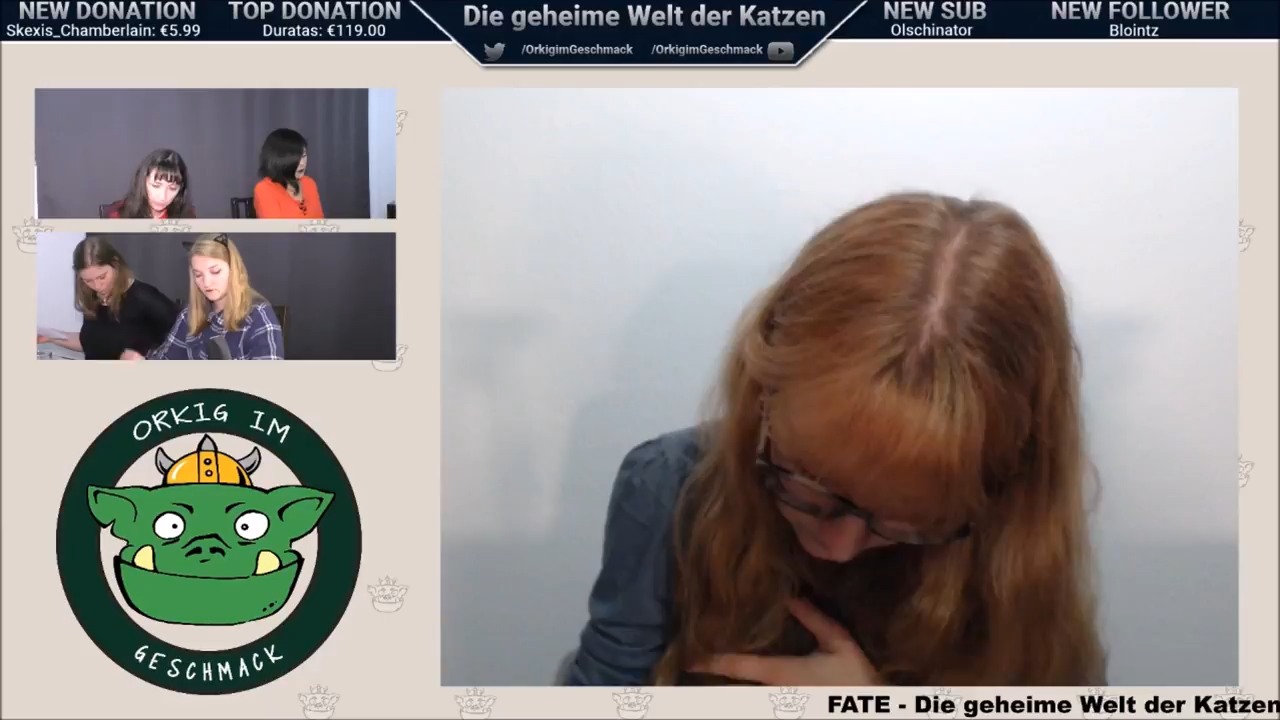 NEW DONATION
Skexis_Chamberlain: €5.99
TOP DONATION
Duratas: €119.00
Die geheime Welt der Katzen
/OrkigimGeschmack /OrkigimGeschmack
NEW SUB
Olschinator
NEW FOLLOWER
Blointz
ORKIG IM
GESCHMACK
FATE - Die geheime Welt der Katzen